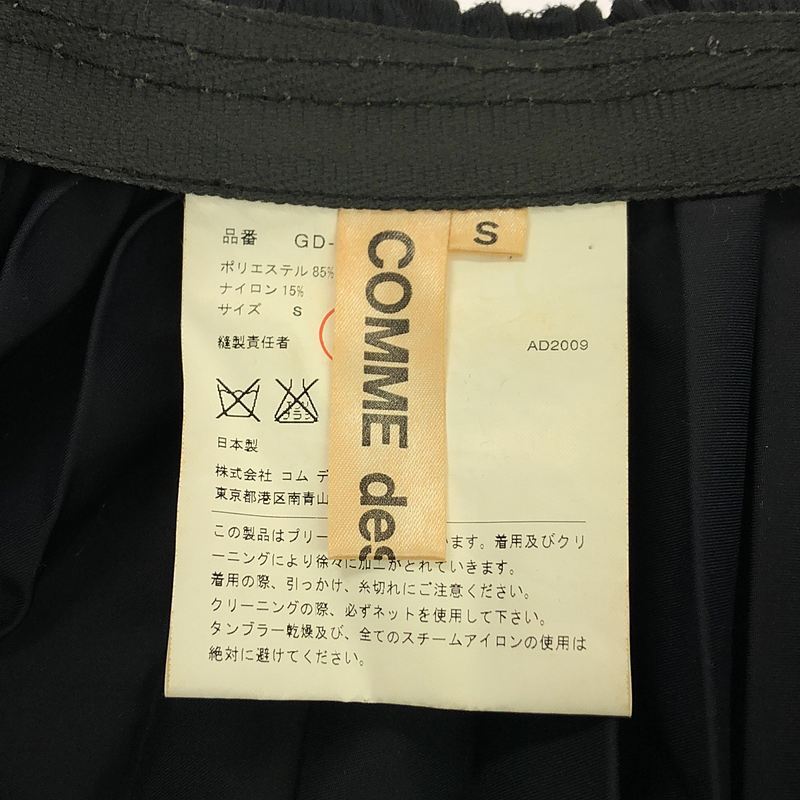 品番 GD-
S
ポリエステル 85%
ナイロン 15%
サイズ S
縫製責任者
AD2009
COMME des
日本製
株式会社 コム デ
東京都港区南青山
この製品はプリー います。着用及びクリ
ーニングにより徐々に加工がとれていきます。
着用の際、引っかけ、糸切れにご注意ください。
クリーニングの際、必ずネットを使用して下さい。
タンブラー乾燥及び、全てのスチームアイロンの使用は
絶対に避けてください。